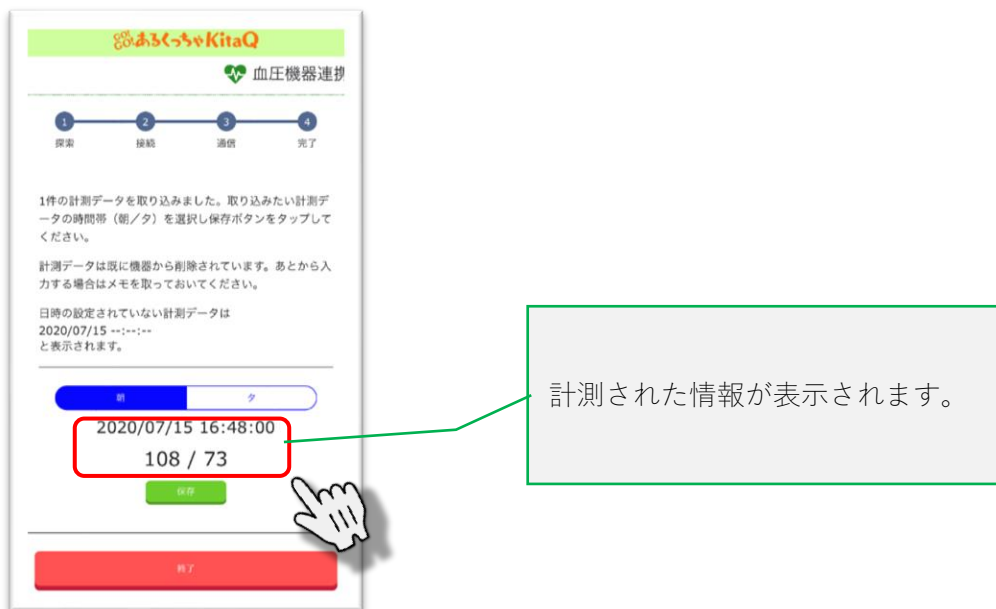 GO!GO!あるくっちゃKitaQ
血圧機器連携
1 2 3 4
探索 接続 通信 完了
1件の計測データを取り込みました。取り込みたい計測デ
ータの時間帯（朝／夕）を選択し保存ボタンをタップして
ください。
計測データは既に機器から削除されています。あとから入
力する場合はメモを取っておいてください。
日時の設定されていない計測データは
2020/07/15 --:--:--
と表示されます。
朝 夕
2020/07/15 16:48:00
108 / 73
保存
終了
計測された情報が表示されます。